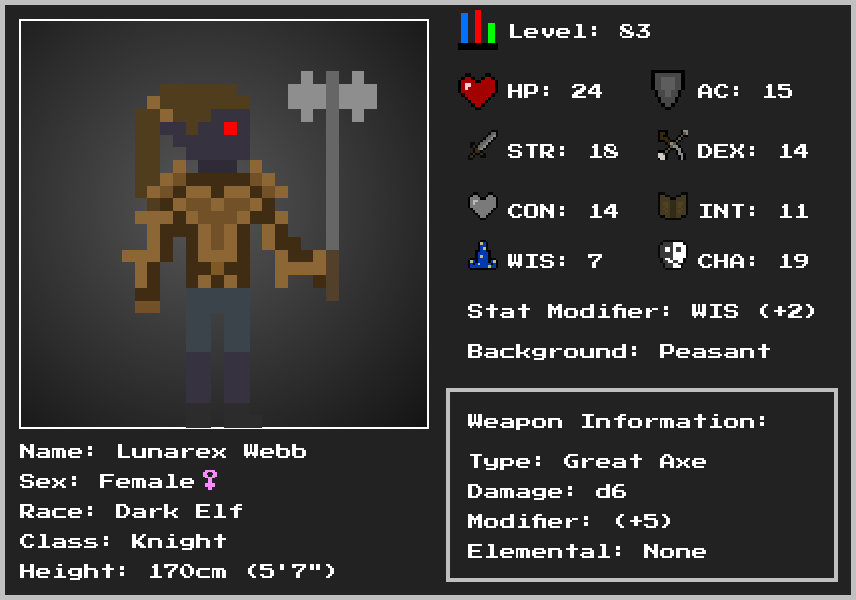 Level: 83
HP: 24 AC: 15
STR: 18 DEX: 14
CON: 14 INT: 11
WIS: 7 CHA: 19
Stat Modifier: WIS (+2)
Background: Peasant
Weapon Information:
Type: Great Axe
Damage: d6
Modifier: (+5)
Elemental: None
Name: Lunarex Webb
Sex: Female♀
Race: Dark Elf
Class: Knight
Height: 170cm (5'7")